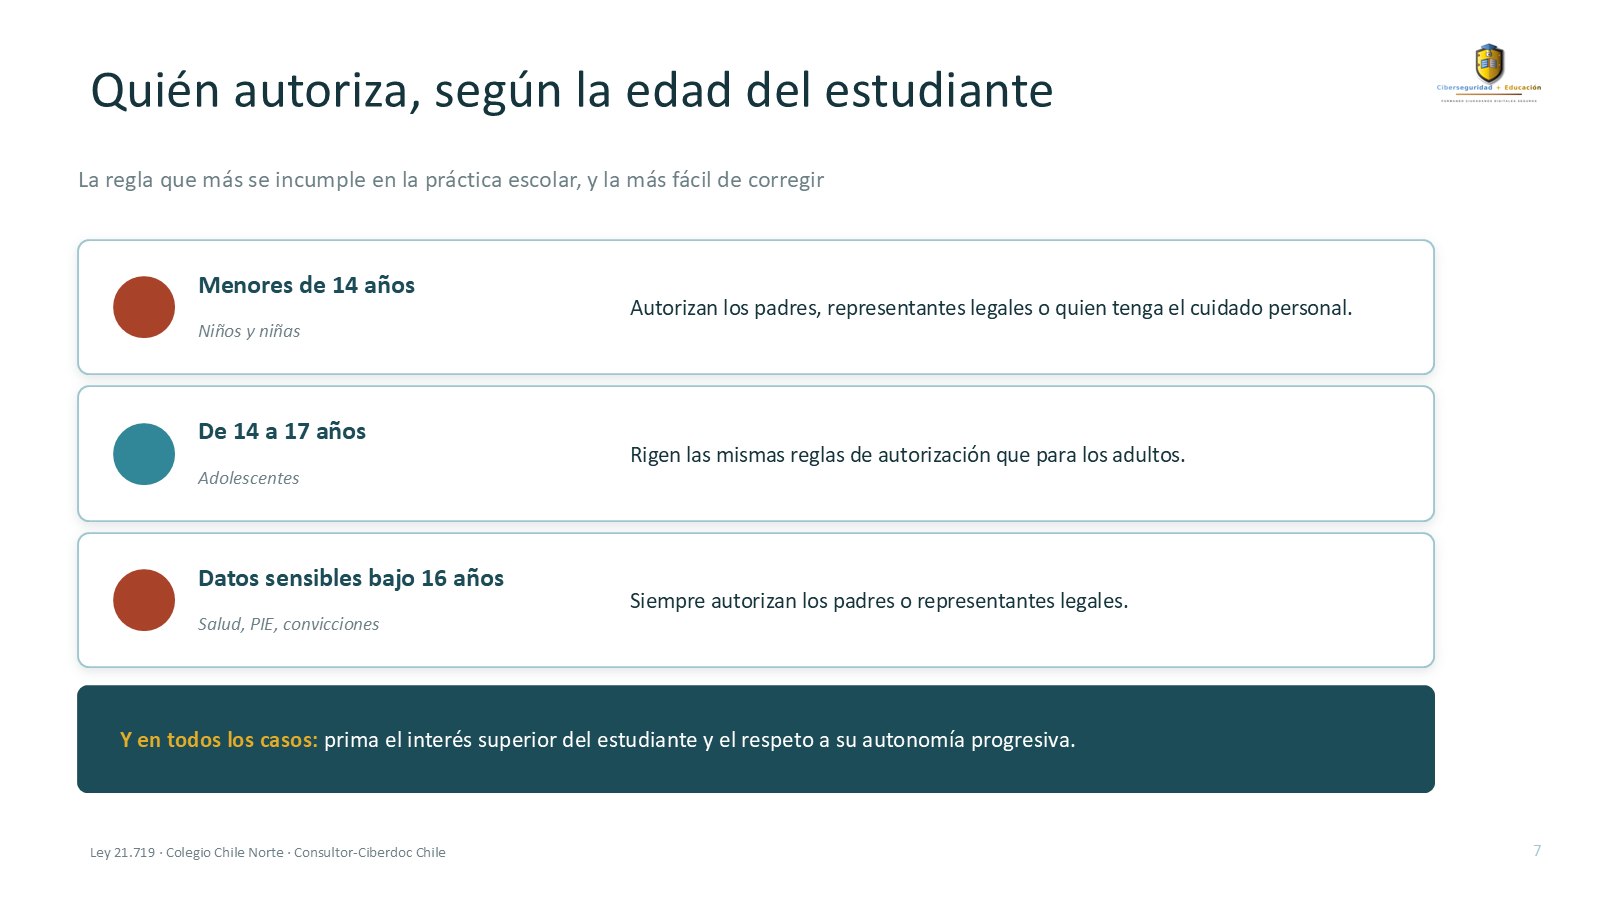 Quién autoriza, según la edad del estudiante
Ciberseguridad + Educación
FORMANDO CIUDADANOS DIGITALES SEGUROS
La regla que más se incumple en la práctica escolar, y la más fácil de corregir
Menores de 14 años
Niños y niñas
Autorizan los padres, representantes legales o quien tenga el cuidado personal.
De 14 a 17 años
Adolescentes
Rigen las mismas reglas de autorización que para los adultos.
Datos sensibles bajo 16 años
Salud, PIE, convicciones
Siempre autorizan los padres o representantes legales.
Y en todos los casos: prima el interés superior del estudiante y el respeto a su autonomía progresiva.
Ley 21.719 · Colegio Chile Norte · Consultor-Ciberdoc Chile
7